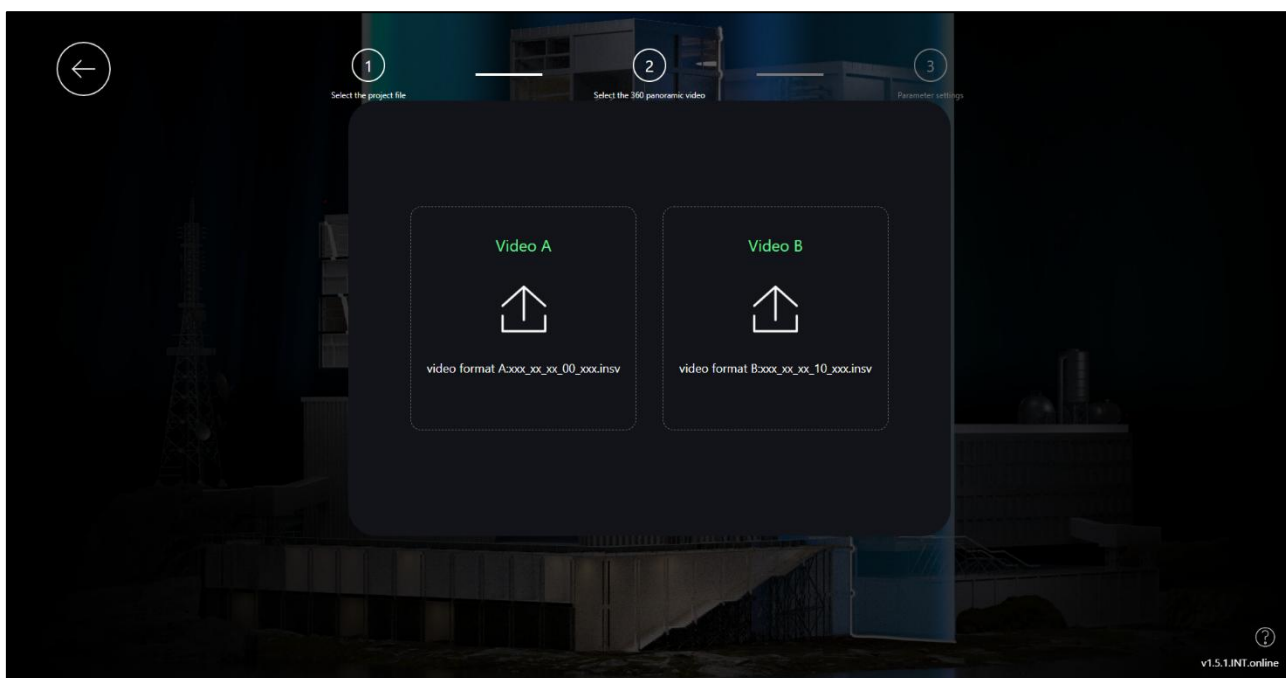 1
2
3
Select the project file
Select the 360 panoramic video
Parameter settings
Video A
Video B
video format A:xxx_xx_xx_00_xxx.insv
video format B:xxx_xx_xx_10_xxx.insv
?
v1.5.1.INT.online